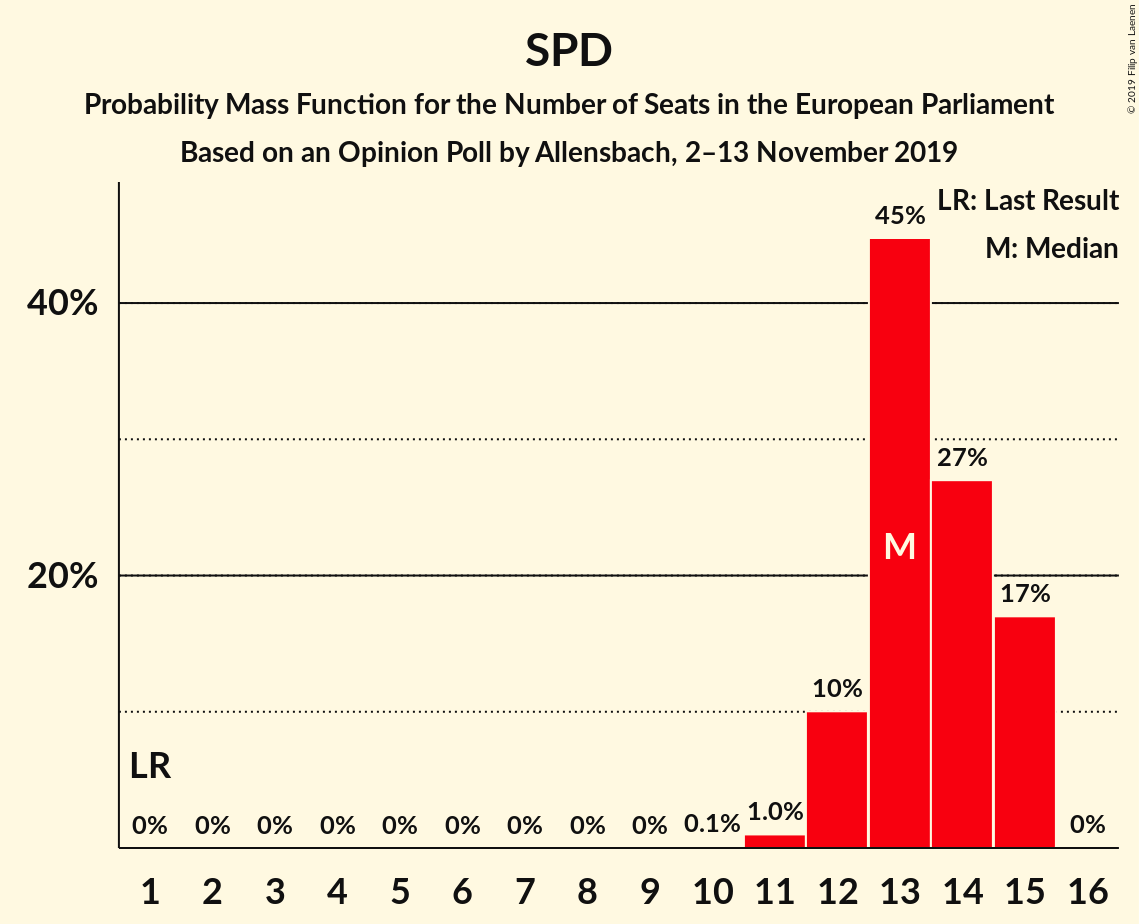 SPD
Probability Mass Function for the Number of Seats in the European Parliament
Based on an Opinion Poll by Allensbach, 2–13 November 2019
© 2019 Filip van Laenen
LR: Last Result
M: Median
40%
20%
45%
27%
17%
10%
1.0%
0.1%
M
LR
0% 0% 0% 0% 0% 0% 0% 0% 0% 0%
1 2 3 4 5 6 7 8 9 10 11 12 13 14 15 16